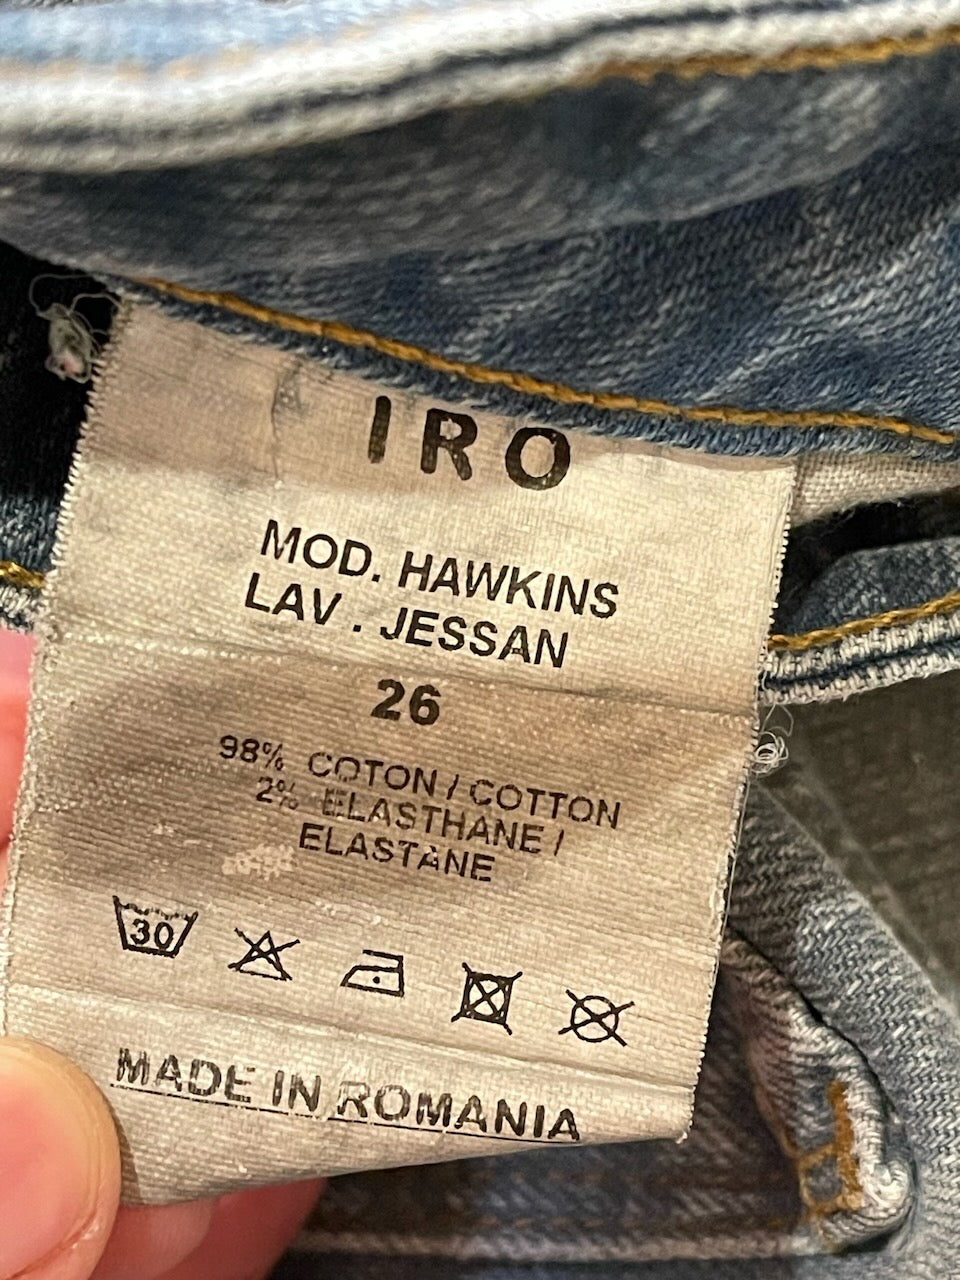 IRO
MOD. HAWKINS
LAV . JESSAN
26
98% COTON / COTTON
2% ELASTHANE /
ELASTANE
30
MADE IN ROMANIA